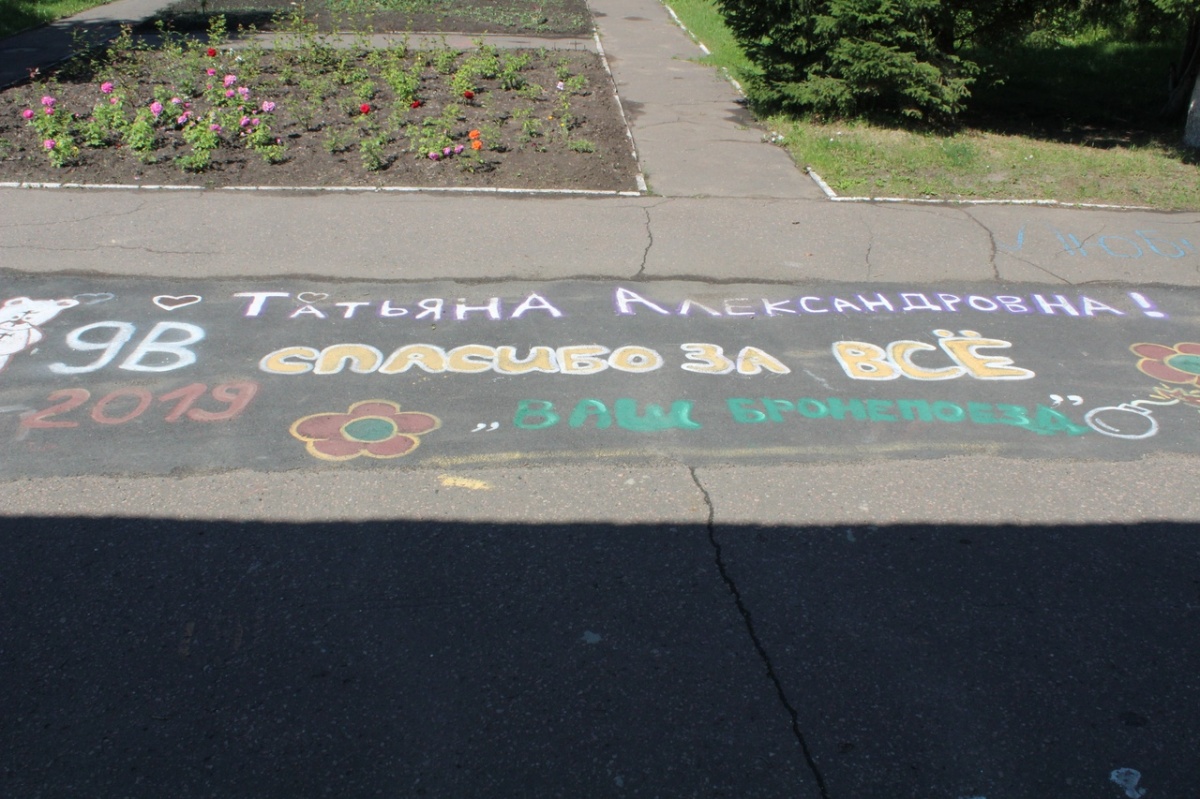 Татьяна Александровна!
9В спасибо за ВСЁ
2019 „ВАШ БРОНЕПОЕЗД”